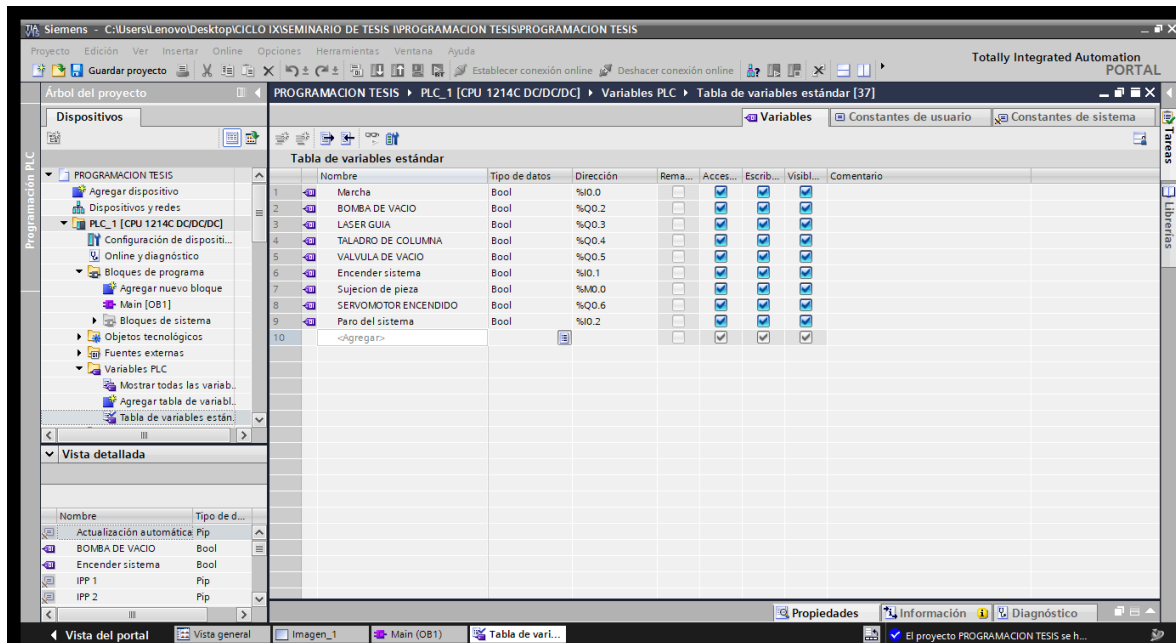 Siemens - C:\Users\Lenovo\Desktop\CICLO IX\SEMINARIO DE TESIS I\PROGRAMACION TESIS\PROGRAMACION TESIS
Proyecto Edición Ver Insertar Online Opciones Herramientas Ventana Ayuda
Totally Integrated Automation
PORTAL
Guardar proyecto Establecer conexión online Deshacer conexión online
Árbol del proyecto
PROGRAMACION TESIS PLC_1 [CPU 1214C DC/DC/DC] Variables PLC Tabla de variables estándar [37]
Dispositivos
Variables Constantes de usuario Constantes de sistema
Programación PLC
Tareas
Librerías
PROGRAMACION TESIS
Agregar dispositivo
Dispositivos y redes
PLC_1 [CPU 1214C DC/DC/DC]
Configuración de dispositi...
Online y diagnóstico
Bloques de programa
Agregar nuevo bloque
Main [OB1]
Bloques de sistema
Objetos tecnológicos
Fuentes externas
Variables PLC
Mostrar todas las variab..
Agregar tabla de variabl..
Tabla de variables están..
Tabla de variables estándar
Nombre Tipo de datos Dirección Rema... Acces... Escrib... Visibl... Comentario
1 Marcha Bool %I0.0
2 BOMBA DE VACIO Bool %Q0.2
3 LASER GUIA Bool %Q0.3
4 TALADRO DE COLUMNA Bool %Q0.4
5 VALVULA DE VACIO Bool %Q0.5
6 Encender sistema Bool %I0.1
7 Sujecion de pieza Bool %M0.0
8 SERVOMOTOR ENCENDIDO Bool %Q0.6
9 Paro del sistema Bool %I0.2
10 <Agregar>
Vista detallada
Nombre Tipo de d...
Actualización automática Pip
BOMBA DE VACIO Bool
Encender sistema Bool
IPP 1 Pip
IPP 2 Pip
Propiedades Información Diagnóstico
Vista del portal Vista general Imagen_1 Main (OB1) Tabla de vari... El proyecto PROGRAMACION TESIS se h...